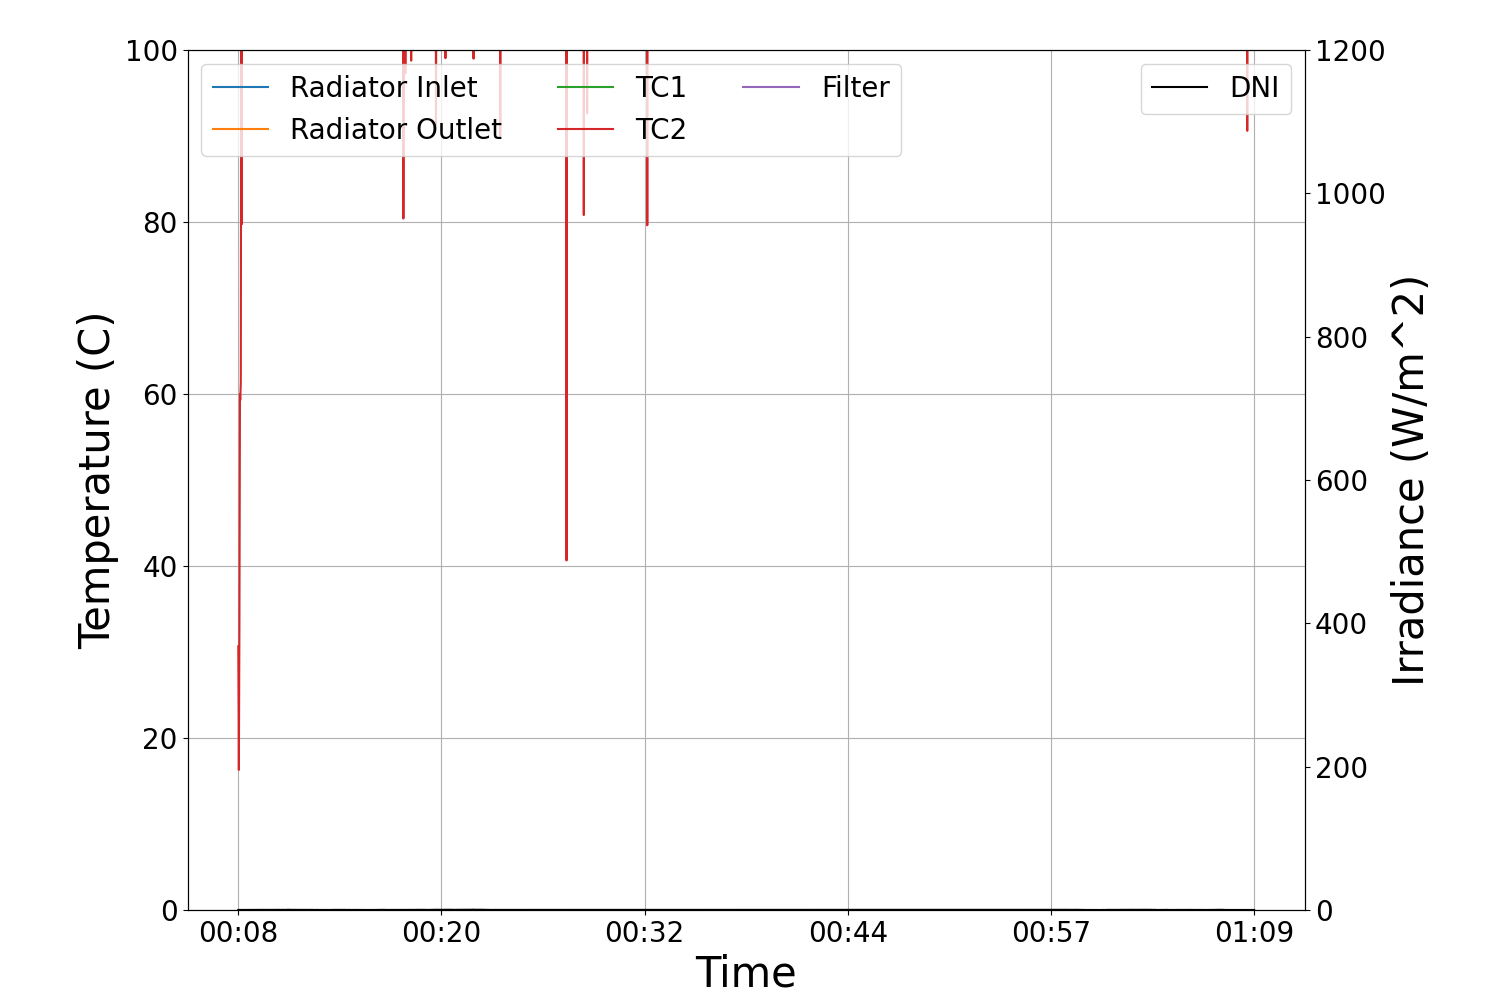 100
80
60
40
20
0
Temperature (C)
Radiator Inlet
Radiator Outlet
TC1
TC2
Filter
DNI
1200
1000
800
600
400
200
0
Irradiance (W/m^2)
00:08 00:20 00:32 00:44 00:57 01:09
Time